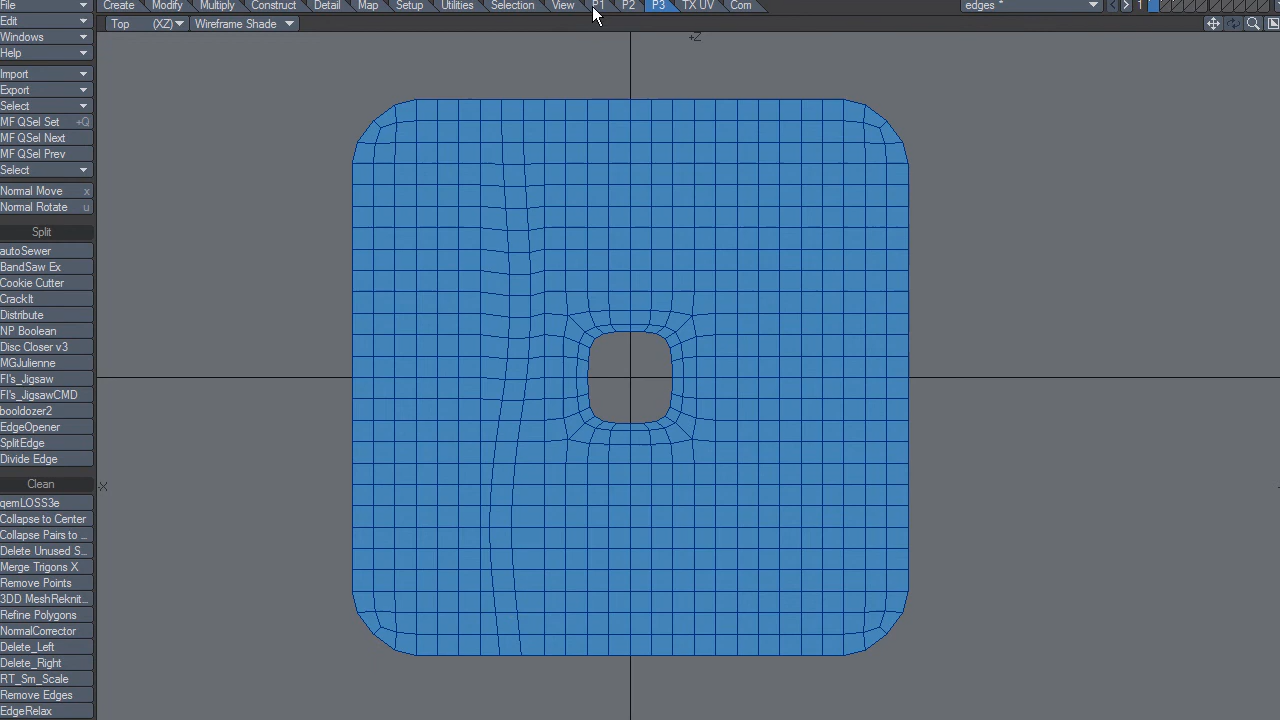 File Create Modify Multiply Construct Detail Map Setup Utilities Selection View P1 P2 P3 TX UV Com edges * 1
Edit Top (XZ) Wireframe Shade
Windows +Z
Help
Import
Export
Select
MF QSel Set +Q
MF QSel Next
MF QSel Prev
Select
Normal Move x
Normal Rotate u
Split
autoSewer
BandSaw Ex
Cookie Cutter
CrackIt
Distribute
NP Boolean
Disc Closer v3
MGJulienne
FI's_Jigsaw
FI's_JigsawCMD
booldozer2
EdgeOpener
SplitEdge
Divide Edge
Clean -X
qemLOSS3e
Collapse to Center
Collapse Pairs to ...
Delete Unused S...
Merge Trigons X
Remove Points
3DD MeshReknit...
Refine Polygons
NormalCorrector
Delete_Left
Delete_Right
RT_Sm_Scale
Remove Edges
EdgeRelax